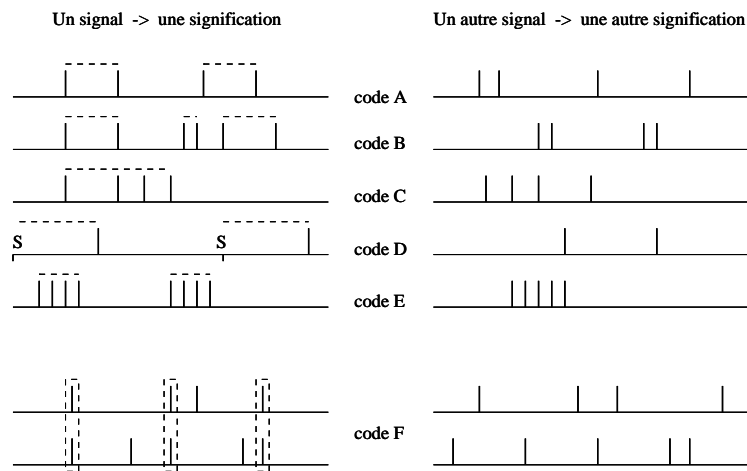 Un signal -> une signification
Un autre signal -> une autre signification
code A
code B
code C
S
S
code D
code E
code F